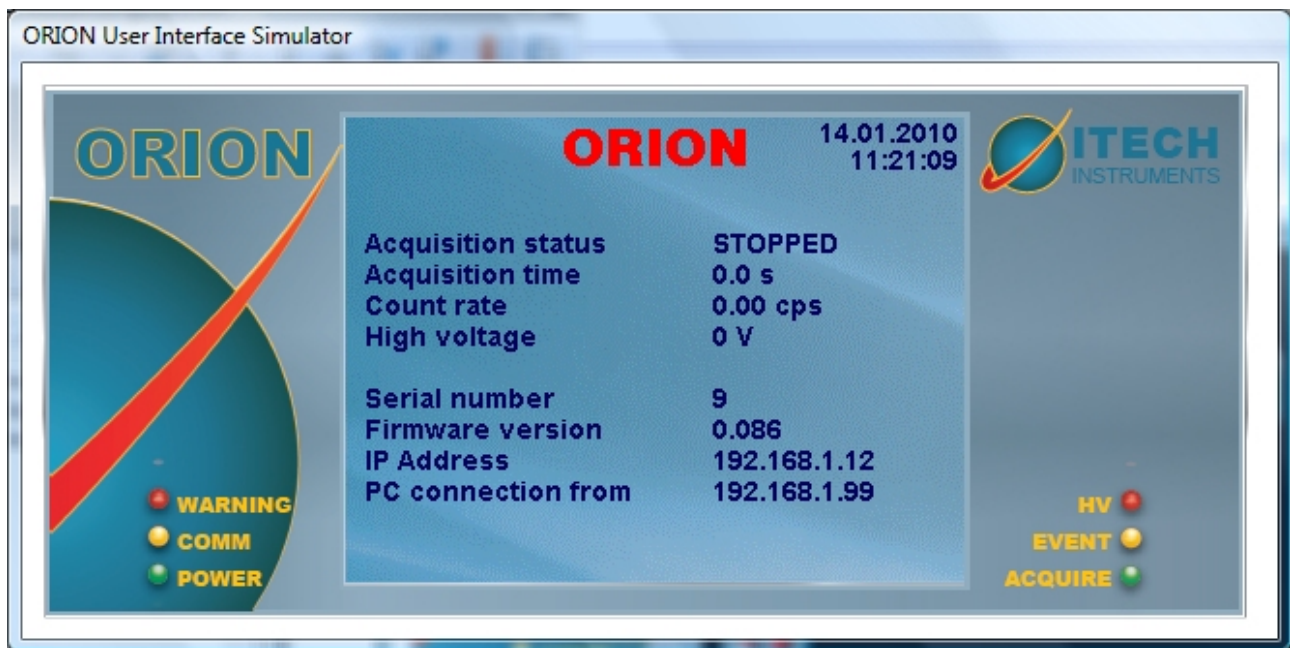 ORION User Interface Simulator
ORION
ORION
14.01.2010
11:21:09
ITECH
INSTRUMENTS
Acquisition status STOPPED
Acquisition time 0.0 s
Count rate 0.00 cps
High voltage 0 V
Serial number 9
Firmware version 0.086
IP Address 192.168.1.12
PC connection from 192.168.1.99
WARNING
COMM
POWER
HV
EVENT
ACQUIRE